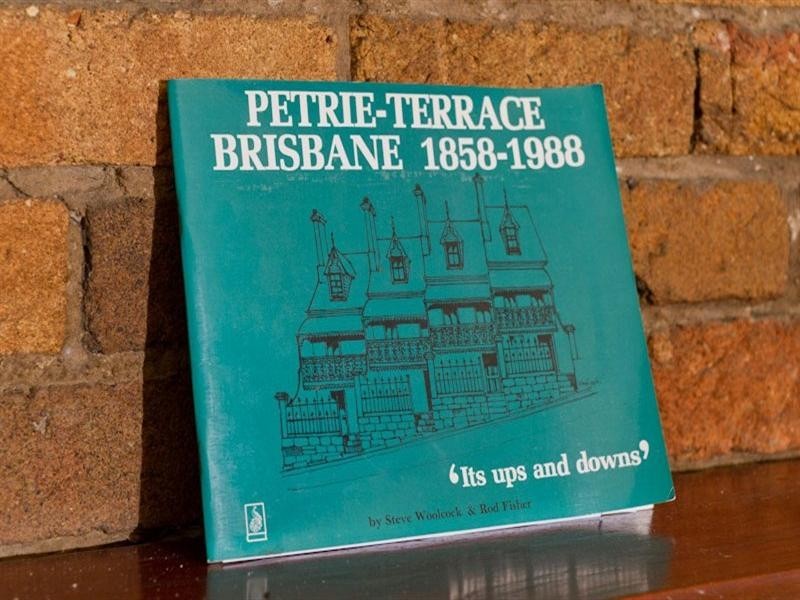 PETRIE-TERRACE
BRISBANE 1858-1988
‘Its ups and downs’
by Steve Woolcock & Rod Fisher